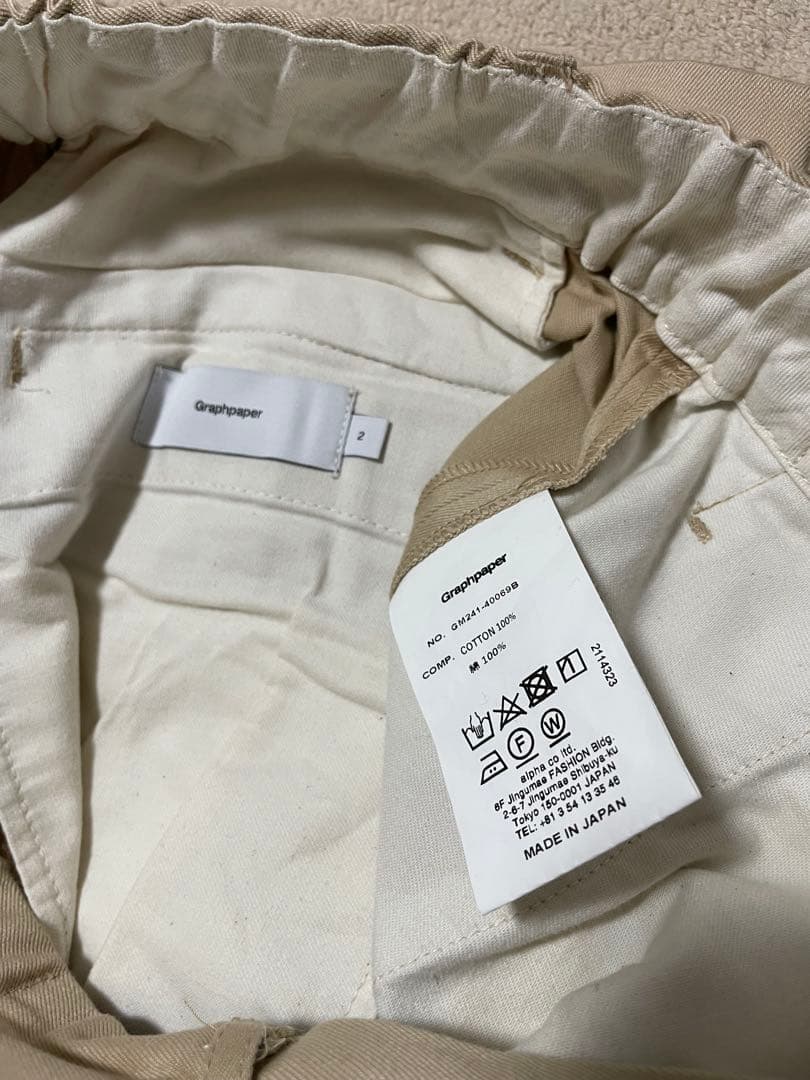 Graphpaper
2
Graphpaper
NO. GM241-40069B
COMP. COTTON 100%
綿 100%
2114323
F
W
alpha co ltd.
6F Jingumae FASHION Bldg.
2-6-7 Jingumae Shibuya-ku
Tokyo 150-0001 JAPAN
TEL: +81 3 54 13 35 46
MADE IN JAPAN